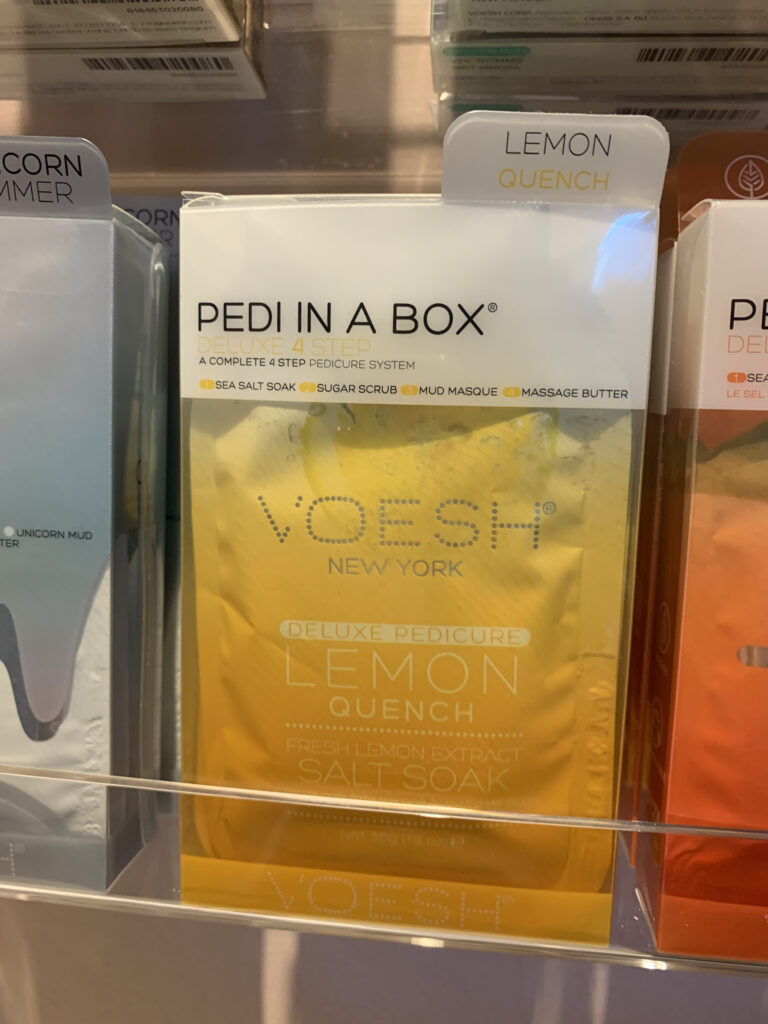 818453020080
LEMON
QUENCH
CORN
MMER
CORN
PEDI IN A BOX®
DELUXE 4 STEP
A COMPLETE 4 STEP PEDICURE SYSTEM
1 SEA SALT SOAK 2 SUGAR SCRUB 3 MUD MASQUE 4 MASSAGE BUTTER
VOESH®
NEW YORK
DELUXE PEDICURE
LEMON
QUENCH
FRESH LEMON EXTRACT
SALT SOAK
VOESH®
UNICORN MUD
TER
PE
DEL
1 SEA
LE SEL